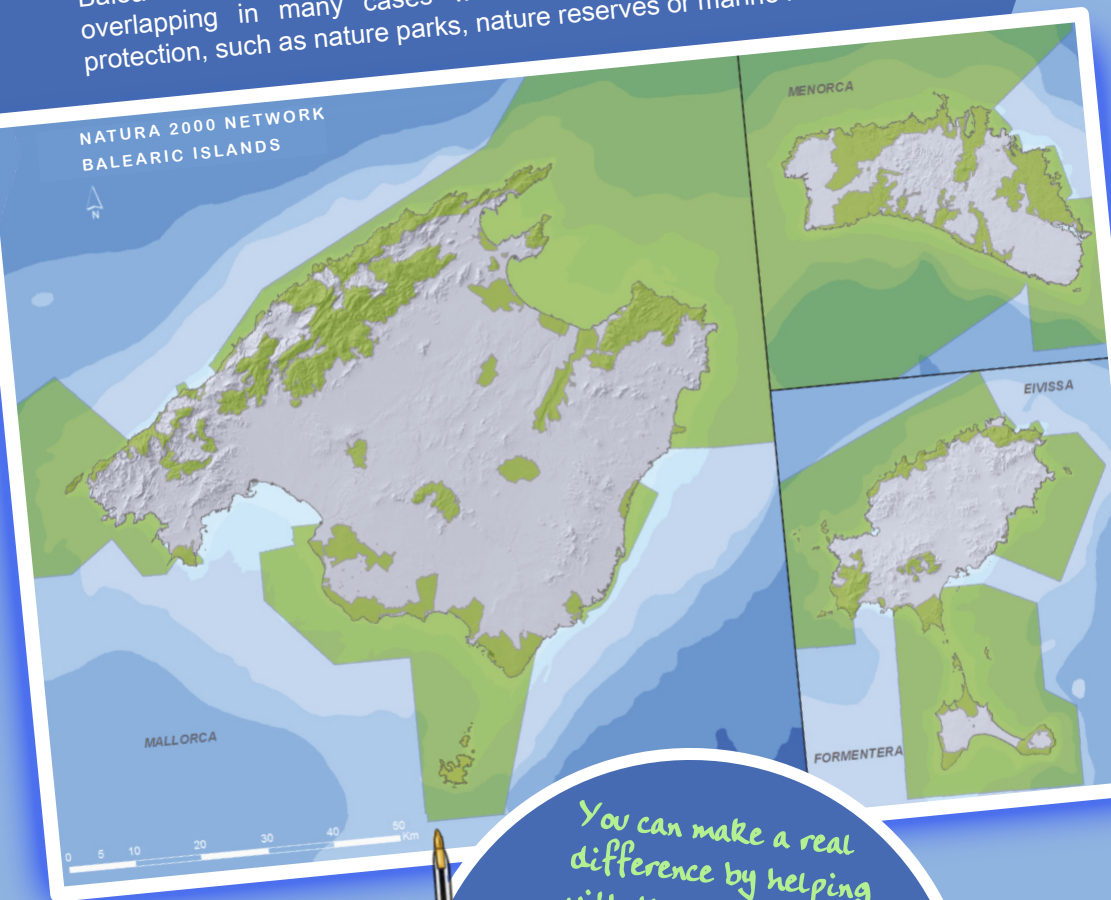 overlapping in many cases
protection, such as nature parks, nature reserves or marine
NATURA 2000 NETWORK
BALEARIC ISLANDS
N
MENORCA
EIVISSA
MALLORCA
FORMENTERA
0 5 10 20 30 40 50 Km
You can make a real
difference by helping